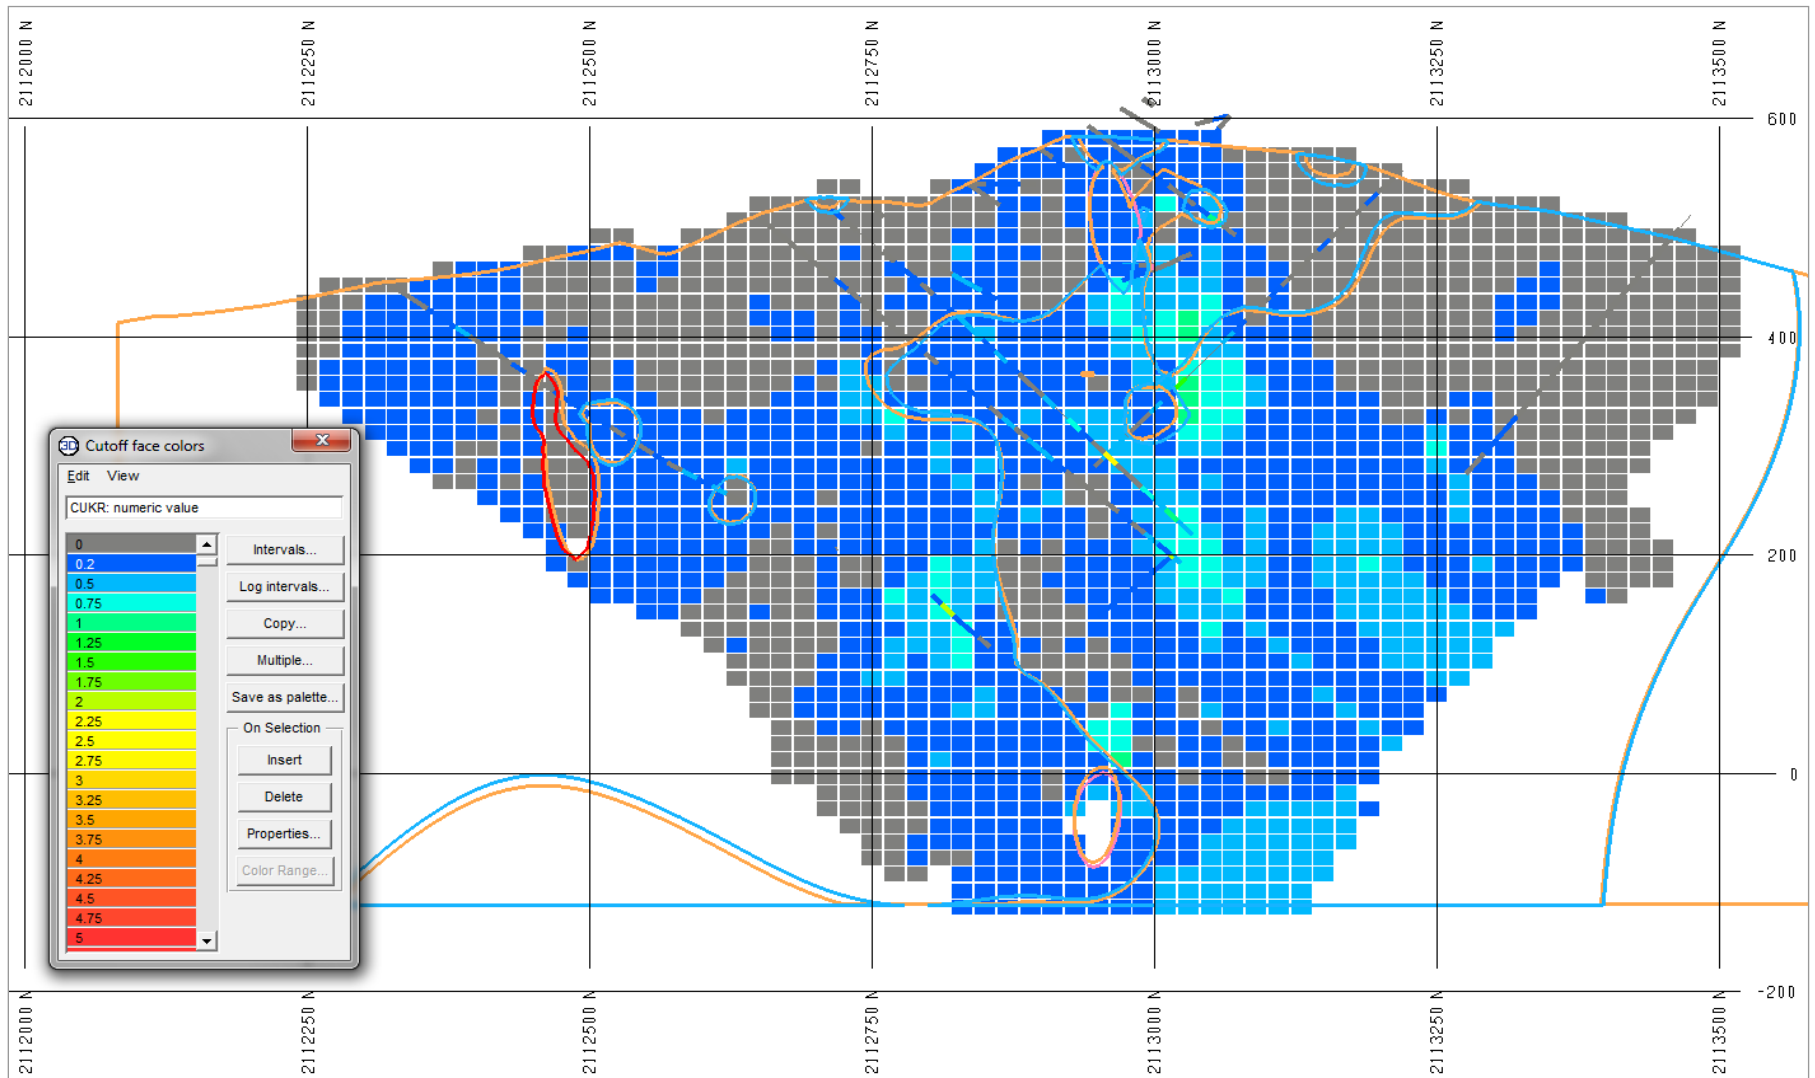 2112000 N
2112250 N
2112500 N
2112750 N
2113000 N
2113250 N
2113500 N
600
400
200
0
-200
3D Cutoff face colors
Edit View
CUKR: numeric value
0
0.2
0.5
0.75
1
1.25
1.5
1.75
2
2.25
2.5
2.75
3
3.25
3.5
3.75
4
4.25
4.5
4.75
5
Intervals...
Log intervals...
Copy...
Multiple...
Save as palette...
On Selection
Insert
Delete
Properties...
Color Range...
2112000 N
2112250 N
2112500 N
2112750 N
2113000 N
2113250 N
2113500 N